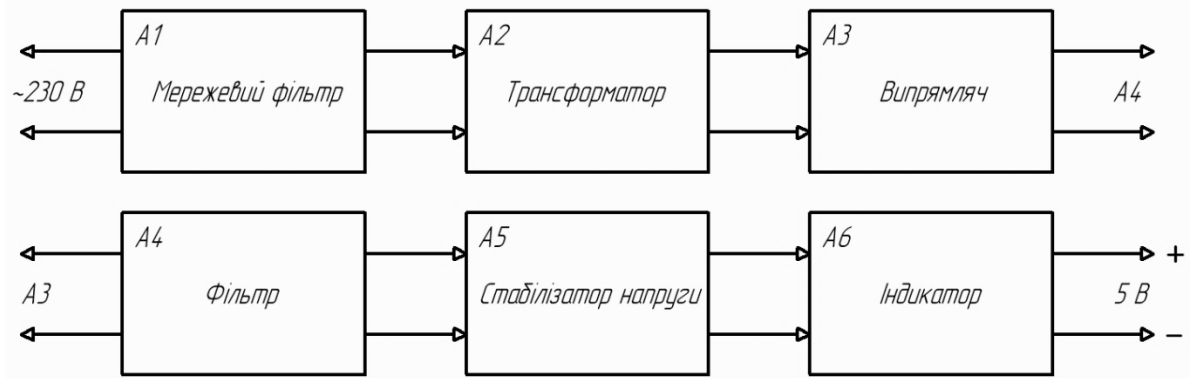 A1
A2
A3
~230 В
Мережевий фільтр
Трансформатор
Випрямляч
A4
A4
A5
A6
+
A3
Фільтр
Стабілізатор напруги
Індикатор
5 В
−